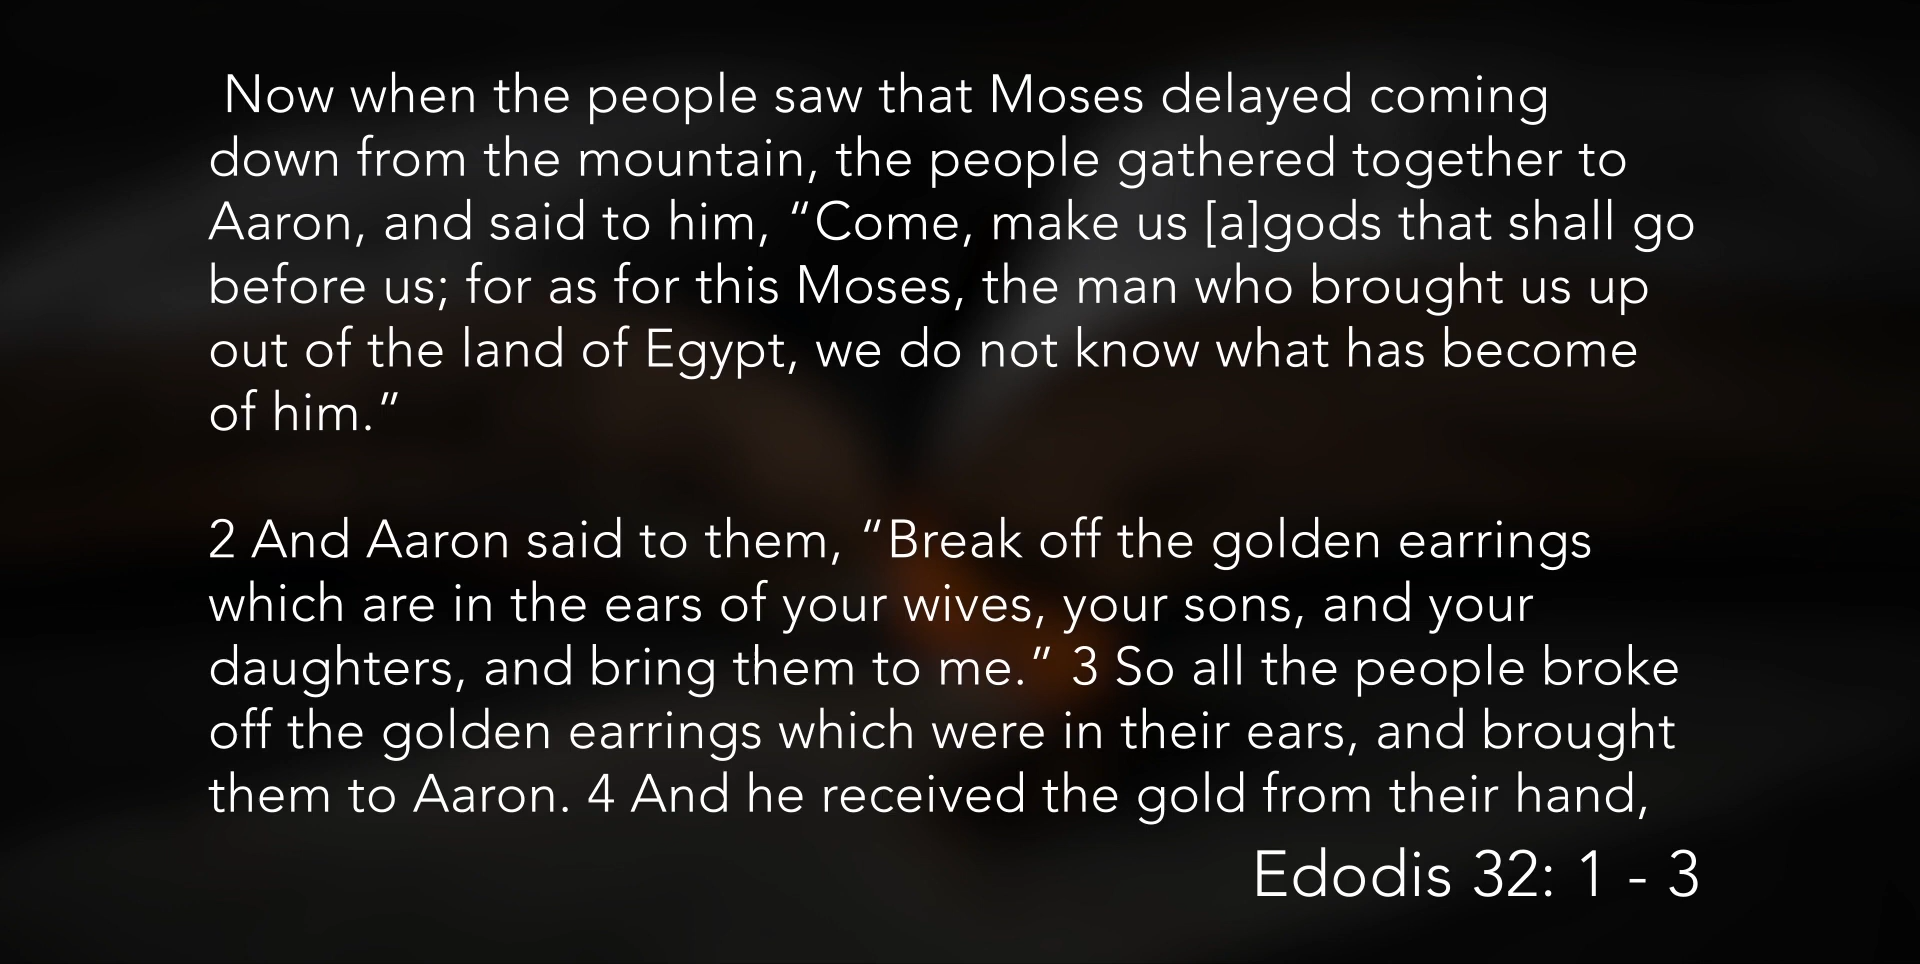 Now when the people saw that Moses delayed coming
down from the mountain, the people gathered together to
Aaron, and said to him, “Come, make us [a]gods that shall go
before us; for as for this Moses, the man who brought us up
out of the land of Egypt, we do not know what has become
of him.”
2 And Aaron said to them, “Break off the golden earrings
which are in the ears of your wives, your sons, and your
daughters, and bring them to me.” 3 So all the people broke
off the golden earrings which were in their ears, and brought
them to Aaron. 4 And he received the gold from their hand,
Edodis 32: 1 - 3